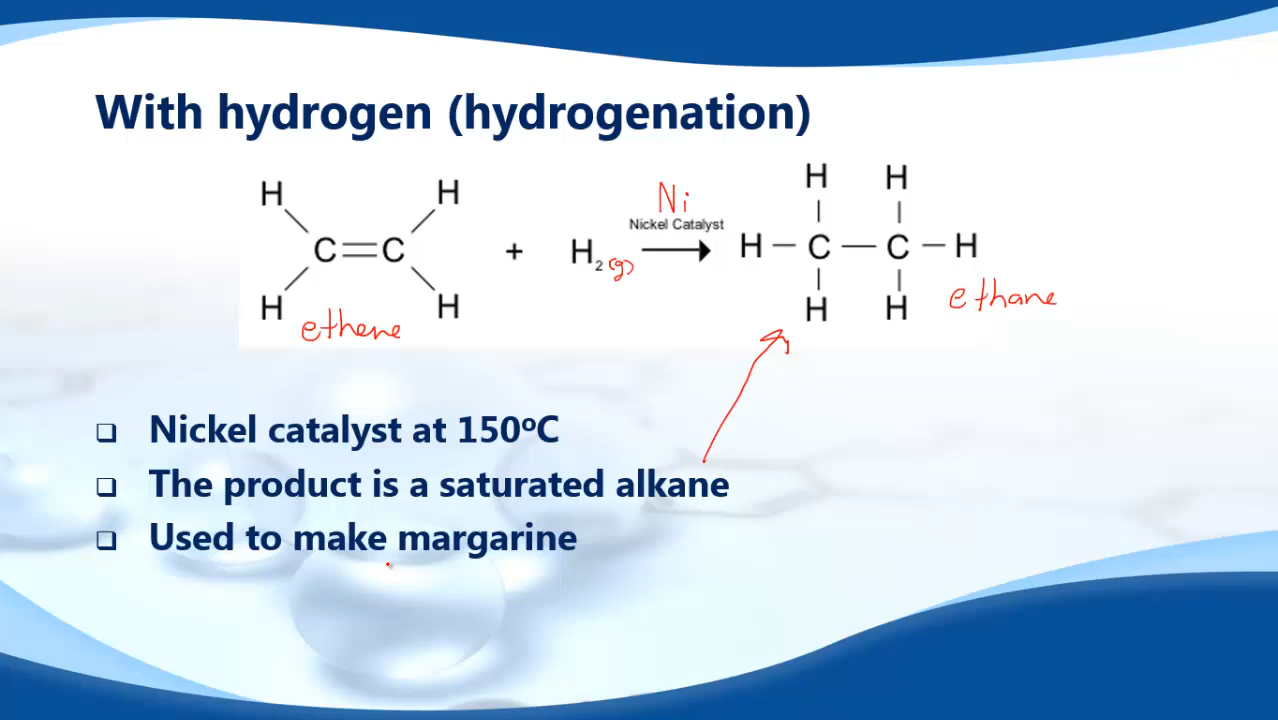 With hydrogen (hydrogenation)
H H H H
Ni
Nickel Catalyst
C=C + H2(g) → H – C – C – H
H H H H
ethene ethane
Nickel catalyst at 150ºC
The product is a saturated alkane
Used to make margarine